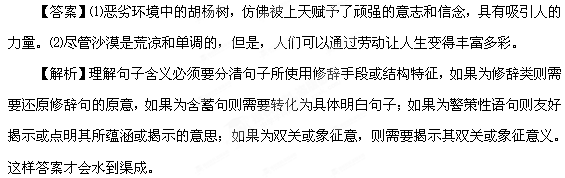 【答案】(1)恶劣环境中的胡杨树，仿佛被上天赋予了顽强的意志和信念，具有吸引人的
力量。(2)尽管沙漠是荒凉和单调的，但是，人们可以通过劳动让人生变得丰富多彩。
【解析】理解句子含义必须要分清句子所使用修辞手段或结构特征，如果为修辞类则需
要还原修辞句的原意，如果为含蓄句则需要转化为具体明白句子；如果为警策性语句则友好
揭示或点明其所蕴涵或揭示的意思；如果为双关或象征意，则需要揭示其双关或象征意义。
这样答案才会水到渠成。